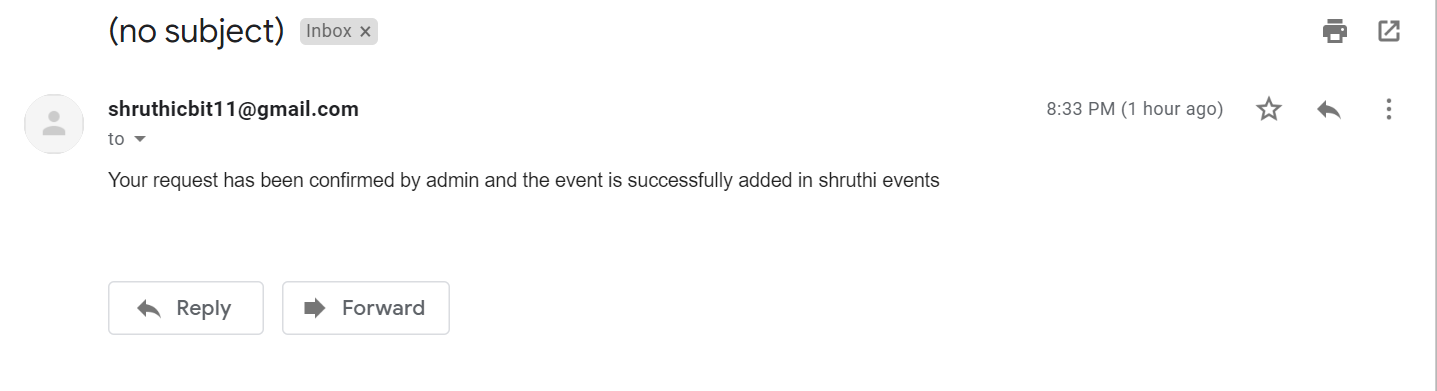 (no subject) Inbox ×
shruthicbit11@gmail.com 8:33 PM (1 hour ago)
to
Your request has been confirmed by admin and the event is successfully added in shruthi events
Reply Forward